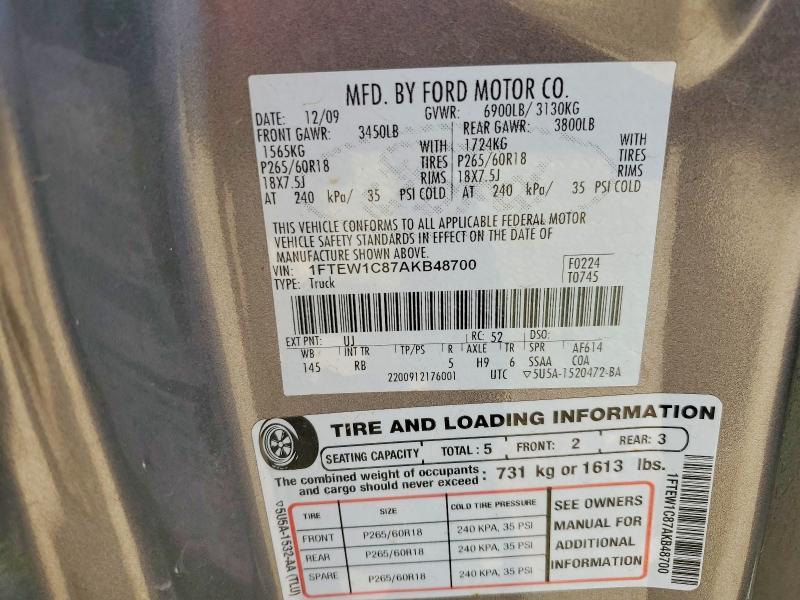 MFD. BY FORD MOTOR CO.
DATE: 12/09 GVWR: 6900LB/ 3130KG
FRONT GAWR: 3450LB REAR GAWR: 3800LB
1565KG WITH 1724KG WITH
P265/60R18 TIRES P265/60R18 TIRES
18X7.5J RIMS 18X7.5J RIMS
AT 240 kPa/ 35 PSI COLD AT 240 kPa/ 35 PSI COLD
THIS VEHICLE CONFORMS TO ALL APPLICABLE FEDERAL MOTOR
VEHICLE SAFETY STANDARDS IN EFFECT ON THE DATE OF
MANUFACTURE SHOWN ABOVE.
VIN: 1FTEW1C87AKB48700 F0224
TYPE: Truck T0745
EXT PNT: UJ RC: 52 DSO:
WB INT TR TP/PS R AXLE TR SPR AF614
145 RB 5 H9 6 SSAA COA
2200912176001 UTC ▽5U5A-1520472-BA
TIRE AND LOADING INFORMATION
SEATING CAPACITY TOTAL : 5 FRONT: 2 REAR: 3
The combined weight of occupants and cargo should never exceed : 731 kg or 1613 lbs.
TIRE SIZE COLD TIRE PRESSURE
FRONT P265/60R18 240 KPA, 35 PSI
REAR P265/60R18 240 KPA, 35 PSI
SPARE P265/60R18 240 KPA, 35 PSI
SEE OWNERS
MANUAL FOR
ADDITIONAL
INFORMATION
▽5U5A-1532-AA (TLU)
1FTEW1C87AKB48700